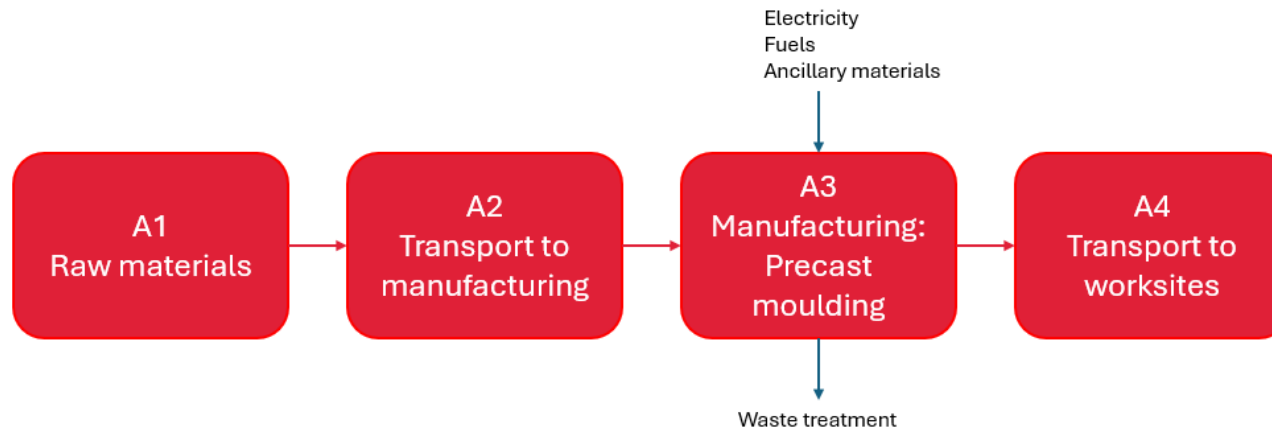 Electricity
Fuels
Ancillary materials
A1
Raw materials
A2
Transport to
manufacturing
A3
Manufacturing:
Precast
moulding
A4
Transport to
worksites
Waste treatment